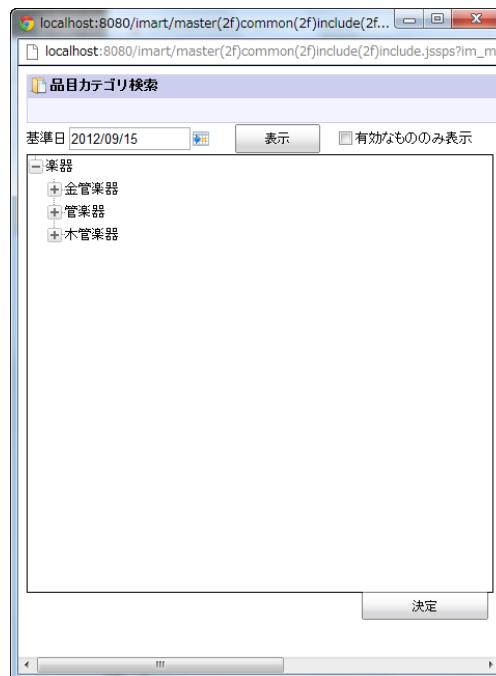 localhost:8080/imart/master(2f)common(2f)include(2f...
localhost:8080/imart/master(2f)common(2f)include(2f)include.jssps?im_m
品目カテゴリ検索
基準日 2012/09/15 表示 有効なもののみ表示
楽器
金管楽器
管楽器
木管楽器
決定